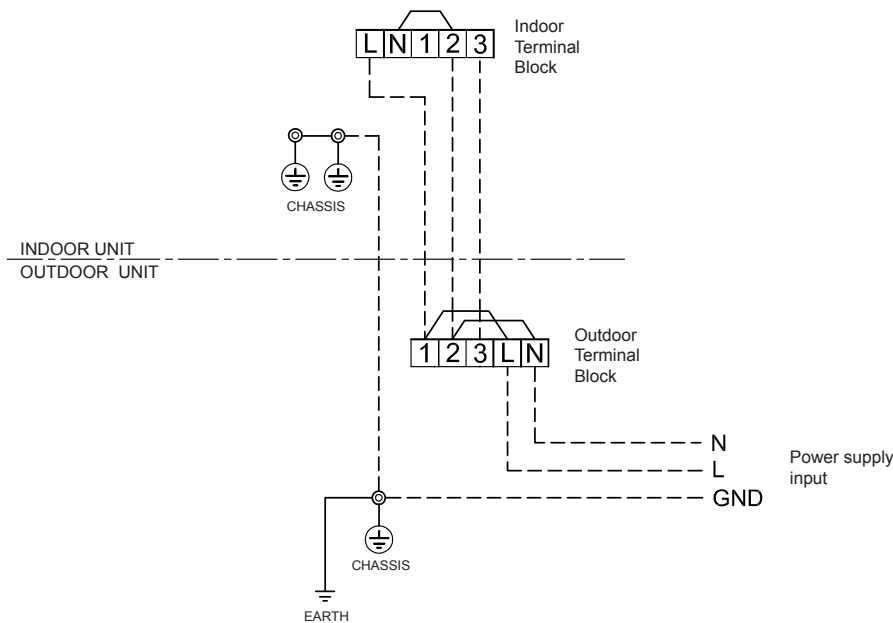 Indoor
Terminal
Block
L N 1 2 3
CHASSIS
INDOOR UNIT
OUTDOOR UNIT
Outdoor
Terminal
Block
1 2 3 L N
N
L
GND
Power supply
input
CHASSIS
EARTH